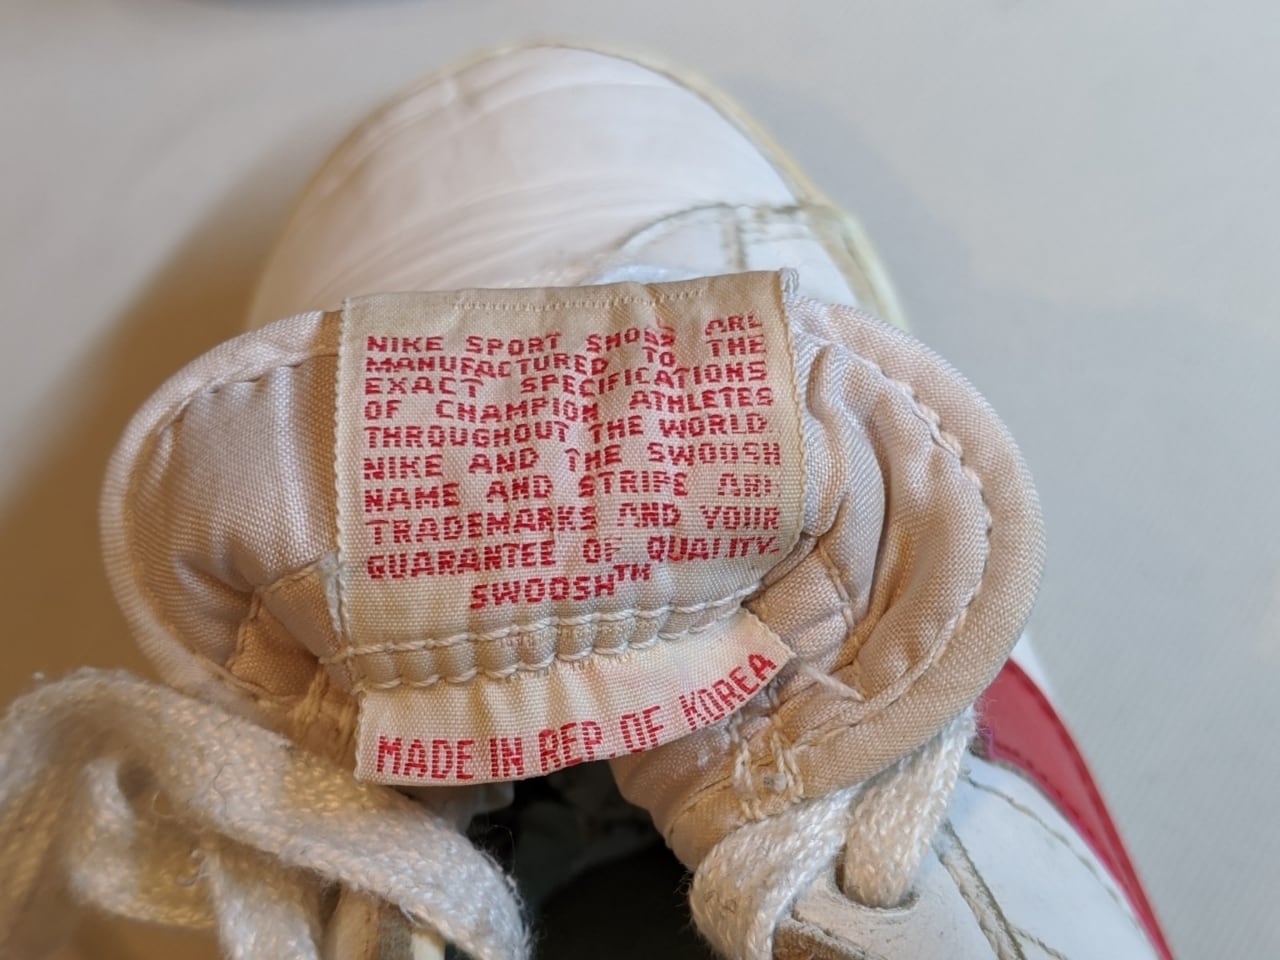 NIKE SPORT SHOES ARE
MANUFACTURED TO THE
EXACT SPECIFICATIONS
OF CHAMPION ATHLETES
THROUGHOUT THE WORLD.
NIKE AND THE SWOOSH
NAME AND STRIPE ARE
TRADEMARKS AND YOUR
GUARANTEE OF QUALITY.
SWOOSH™
MADE IN REP. OF KOREA